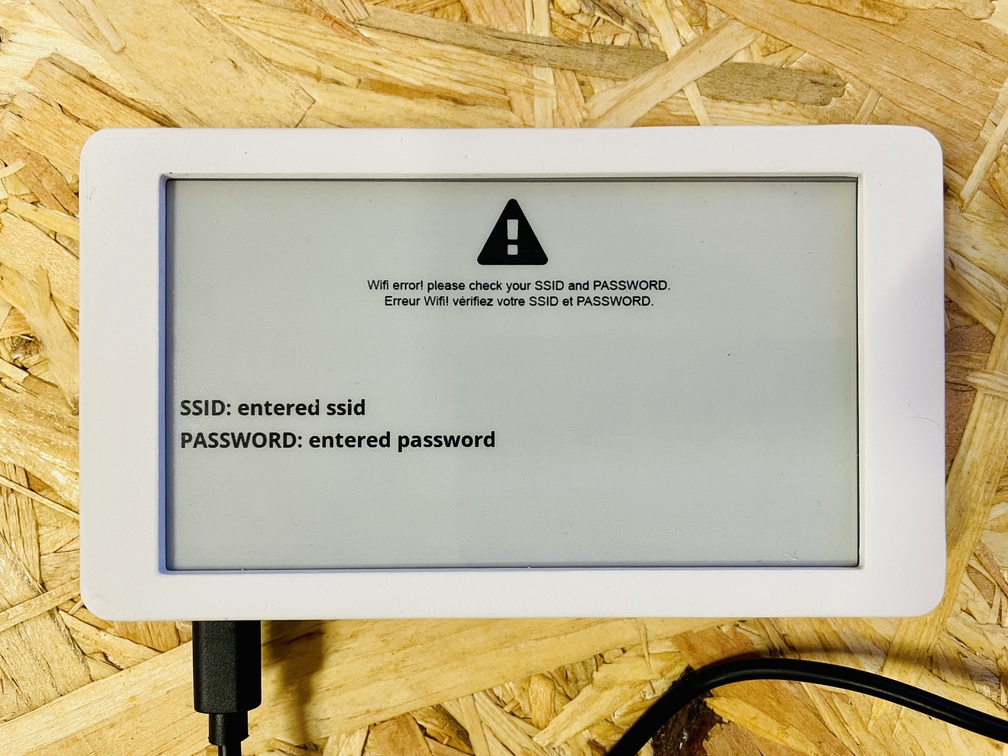 Wifi error! please check your SSID and PASSWORD.
Erreur Wifi! vérifiez votre SSID et PASSWORD.
SSID: entered ssid
PASSWORD: entered password